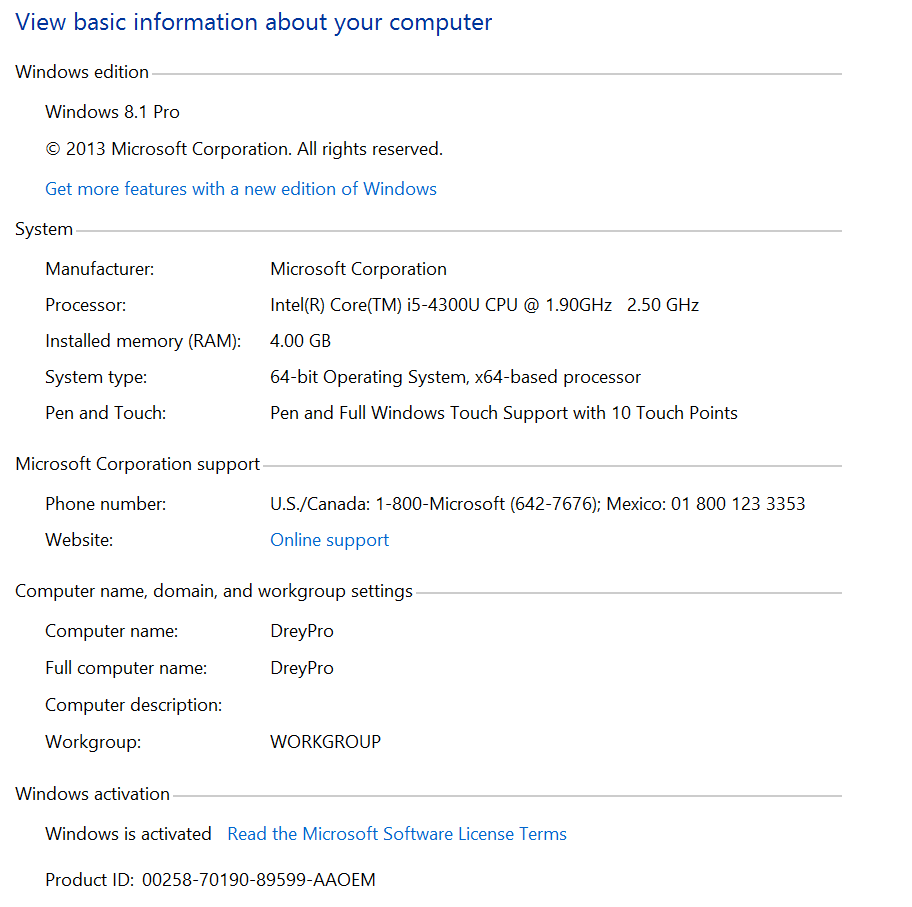 View basic information about your computer
Windows edition
Windows 8.1 Pro
© 2013 Microsoft Corporation. All rights reserved.
Get more features with a new edition of Windows
System
Manufacturer: Microsoft Corporation
Processor: Intel(R) Core(TM) i5-4300U CPU @ 1.90GHz 2.50 GHz
Installed memory (RAM): 4.00 GB
System type: 64-bit Operating System, x64-based processor
Pen and Touch: Pen and Full Windows Touch Support with 10 Touch Points
Microsoft Corporation support
Phone number: U.S./Canada: 1-800-Microsoft (642-7676); Mexico: 01 800 123 3353
Website: Online support
Computer name, domain, and workgroup settings
Computer name: DreyPro
Full computer name: DreyPro
Computer description:
Workgroup: WORKGROUP
Windows activation
Windows is activated Read the Microsoft Software License Terms
Product ID: 00258-70190-89599-AAOEM